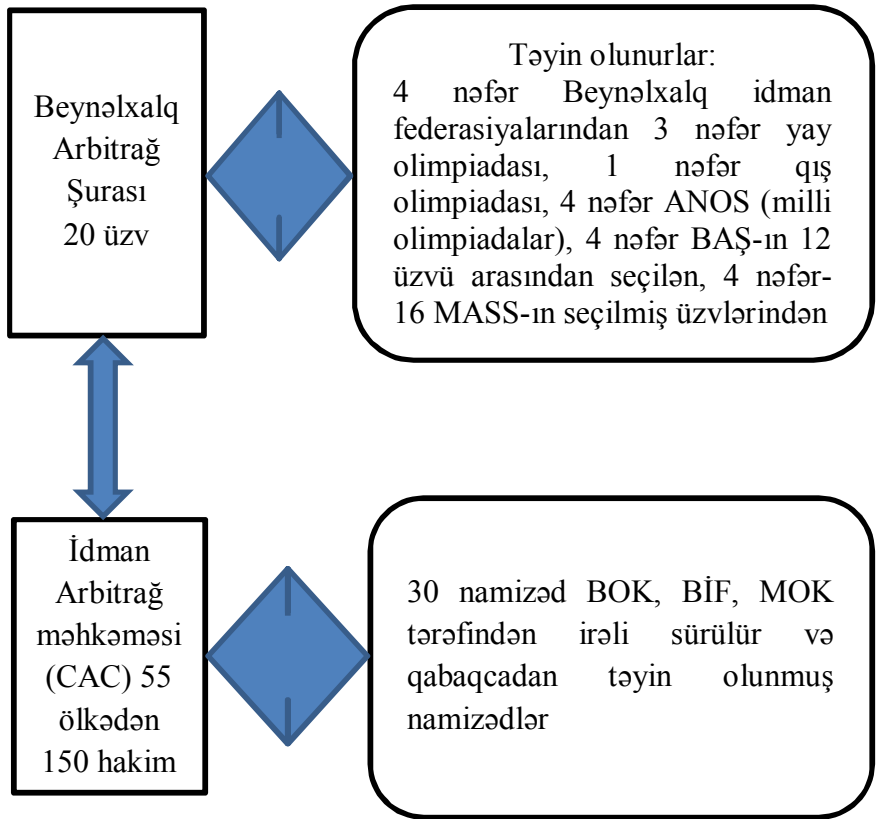 Beynəlxalq
Arbitrağ
Şurası
20 üzv
Təyin olunurlar:
4 nəfər Beynəlxalq idman
federasiyalarından 3 nəfər yay
olimpiadası, 1 nəfər qış
olimpiadası, 4 nəfər ANOS (milli
olimpiadalar), 4 nəfər BAŞ-ın 12
üzvü arasından seçilən, 4 nəfər-
16 MASS-ın seçilmiş üzvlərindən
İdman
Arbitrağ
məhkəməsi
(CAC) 55
ölkədən
150 hakim
30 namizəd BOK, BİF, MOK
tərəfindən irəli sürülür və
qabaqcadan təyin olunmuş
namizədlər